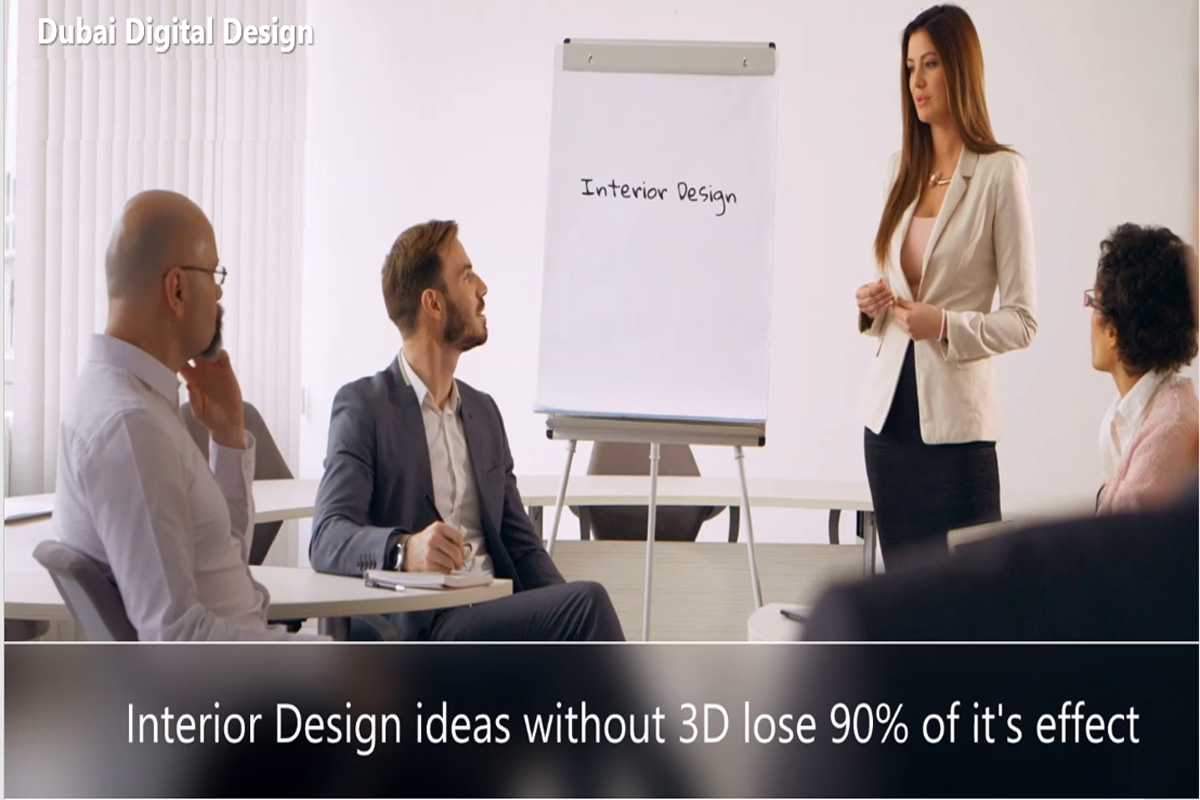 Dubai Digital Design
Interior Design
Interior Design ideas without 3D lose 90% of it's effect